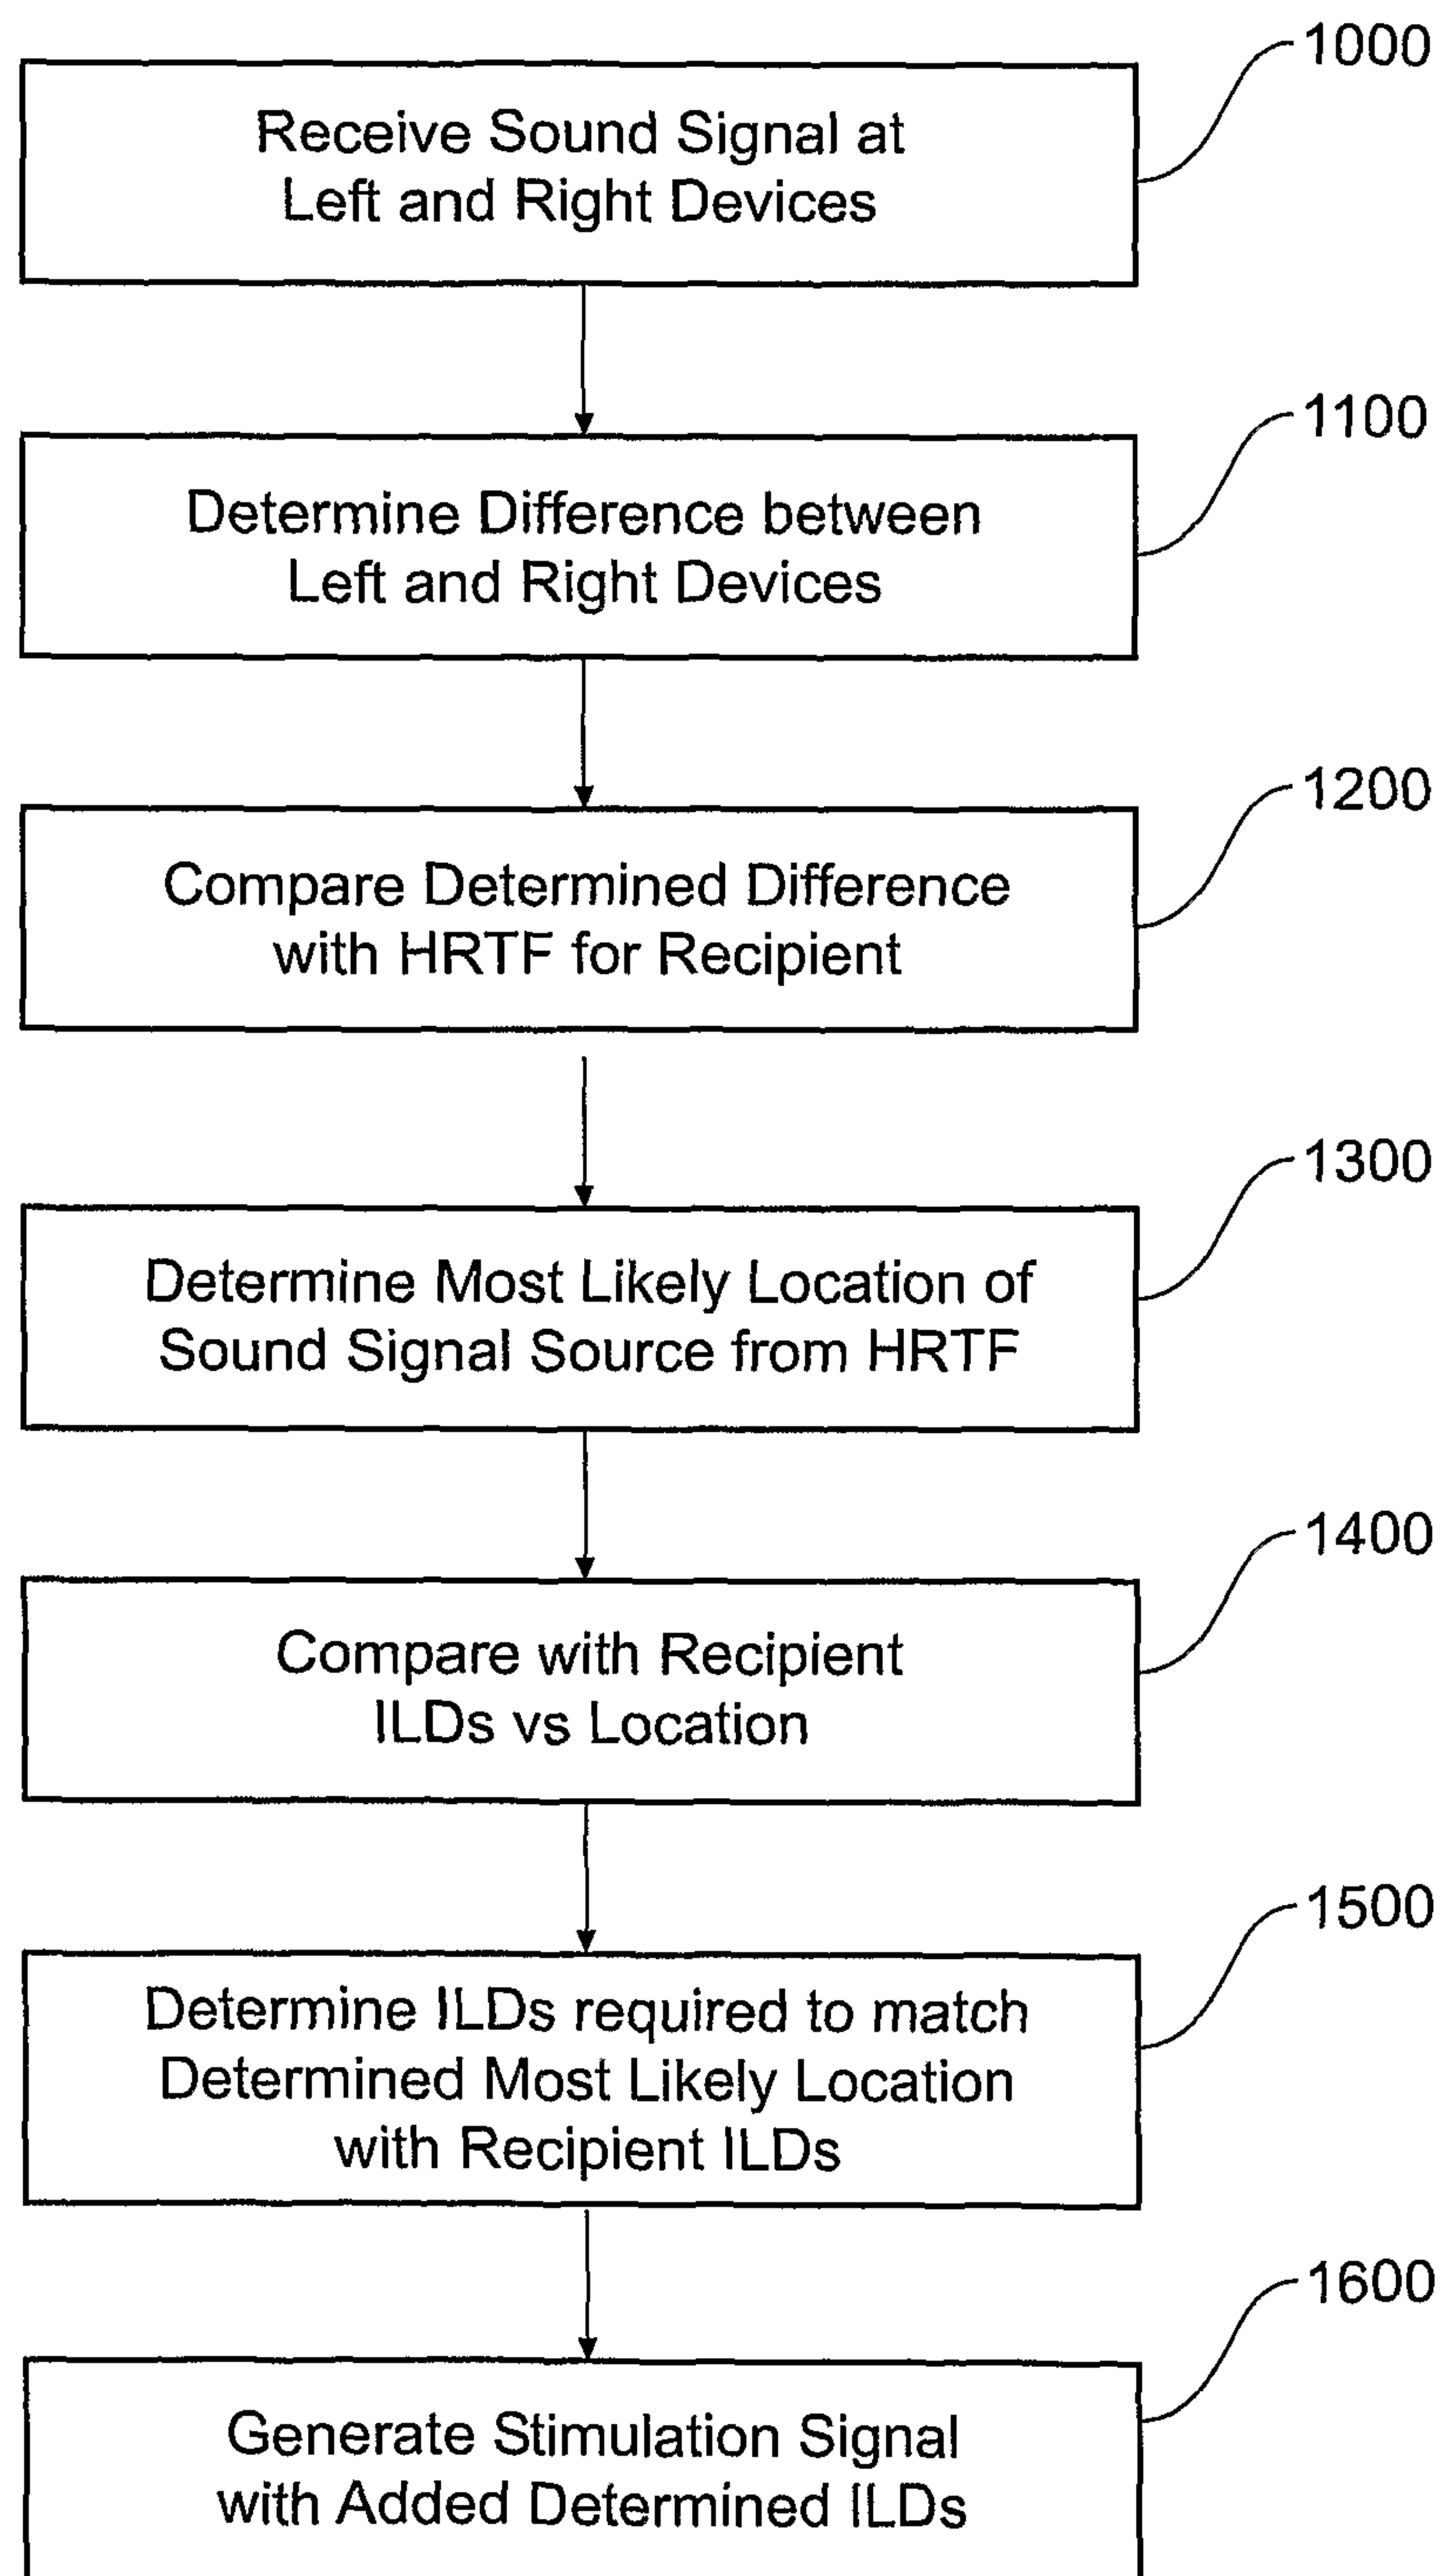 1000
Receive Sound Signal at
Left and Right Devices
1100
Determine Difference between
Left and Right Devices
1200
Compare Determined Difference
with HRTF for Recipient
1300
Determine Most Likely Location of
Sound Signal Source from HRTF
1400
Compare with Recipient
ILDs vs Location
1500
Determine ILDs required to match
Determined Most Likely Location
with Recipient ILDs
1600
Generate Stimulation Signal
with Added Determined ILDs